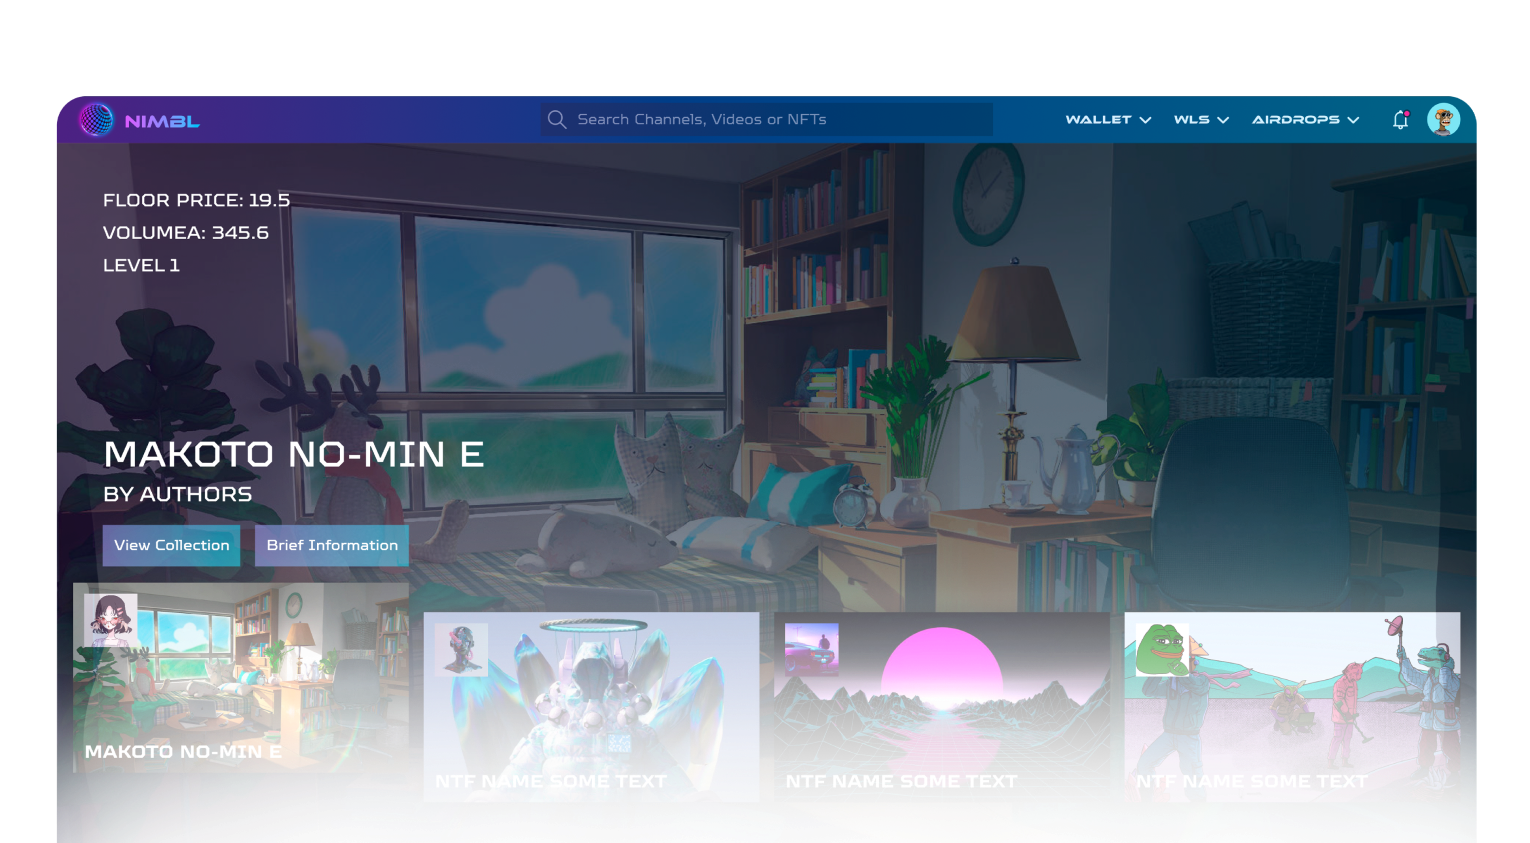 NIMBL
Search Channels, Videos or NFTs
WALLET
WLS
AIRDROPS
FLOOR PRICE: 19.5
VOLUMEA: 345.6
LEVEL 1
MAKOTO NO-MIN E
BY AUTHORS
View Collection
Brief Information
MAKOTO NO-MIN E
NTF NAME SOME TEXT
NTF NAME SOME TEXT
NTF NAME SOME TEXT